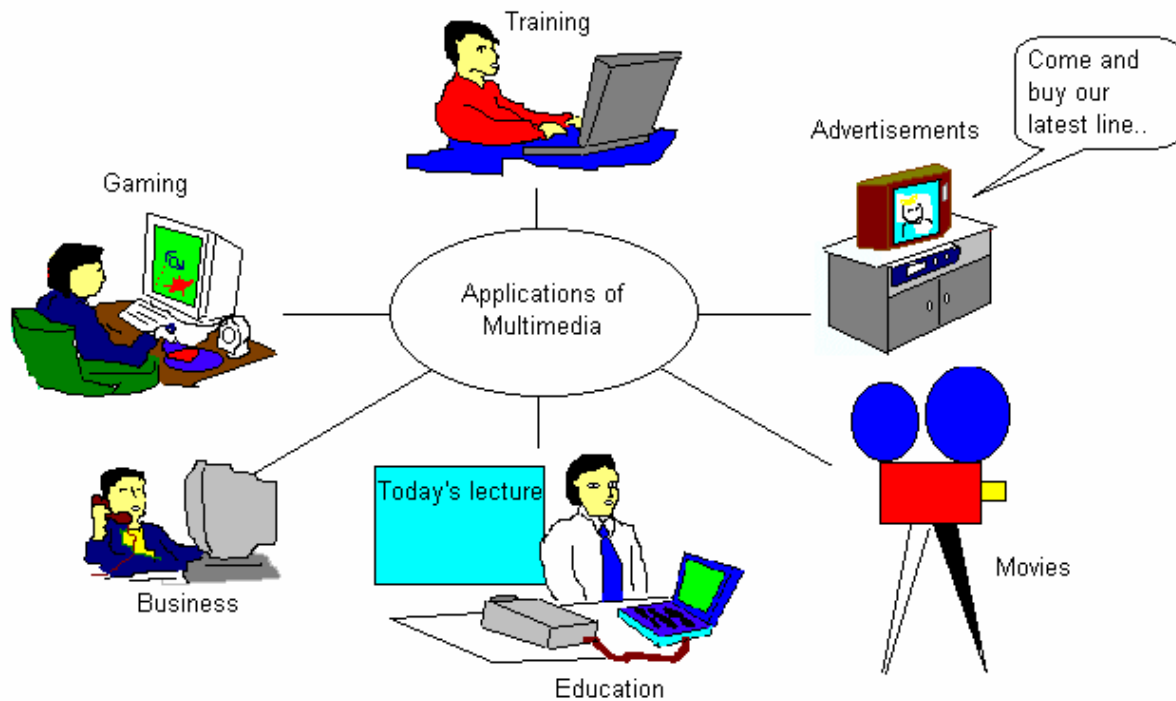 Training
Come and
buy our
latest line..
Advertisements
Gaming
Applications of
Multimedia
Today's lecture
Movies
Business
Education